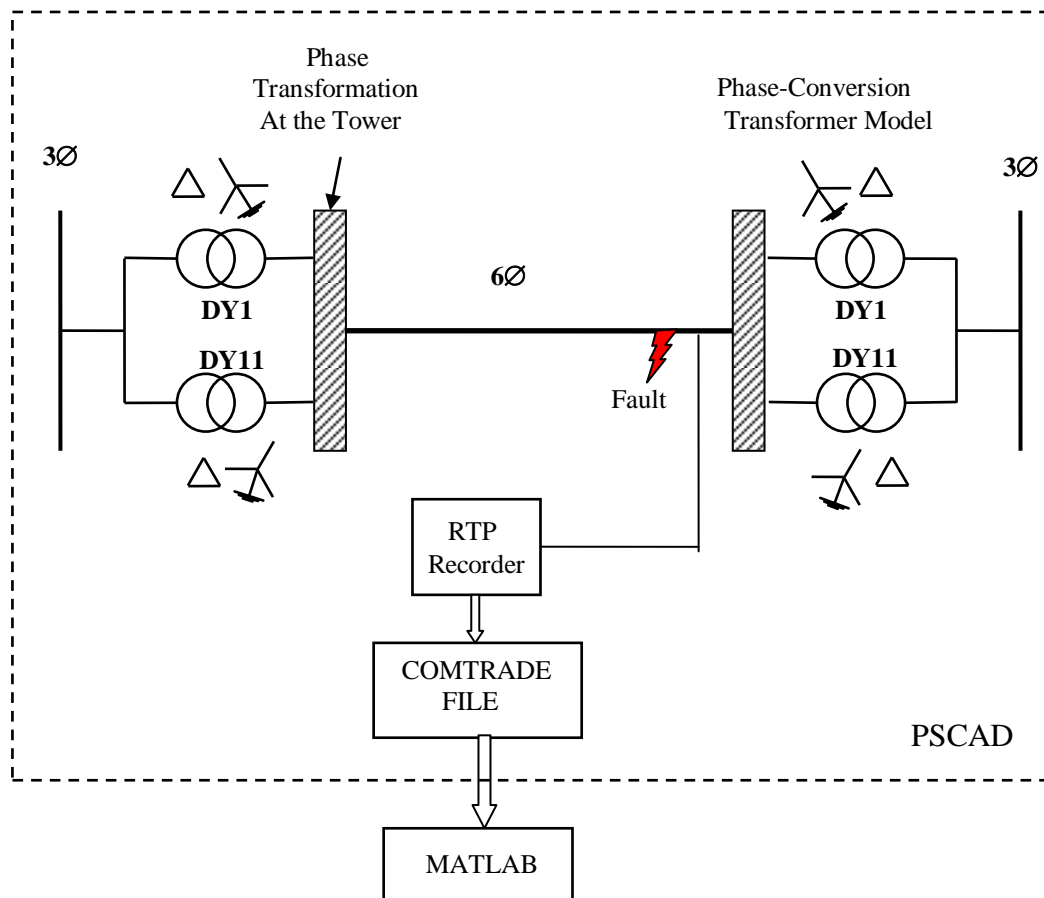 Phase
Transformation
At the Tower
Phase-Conversion
Transformer Model
3∅
3∅
6∅
DY1
DY1
DY11
DY11
Fault
RTP
Recorder
COMTRADE
FILE
PSCAD
MATLAB